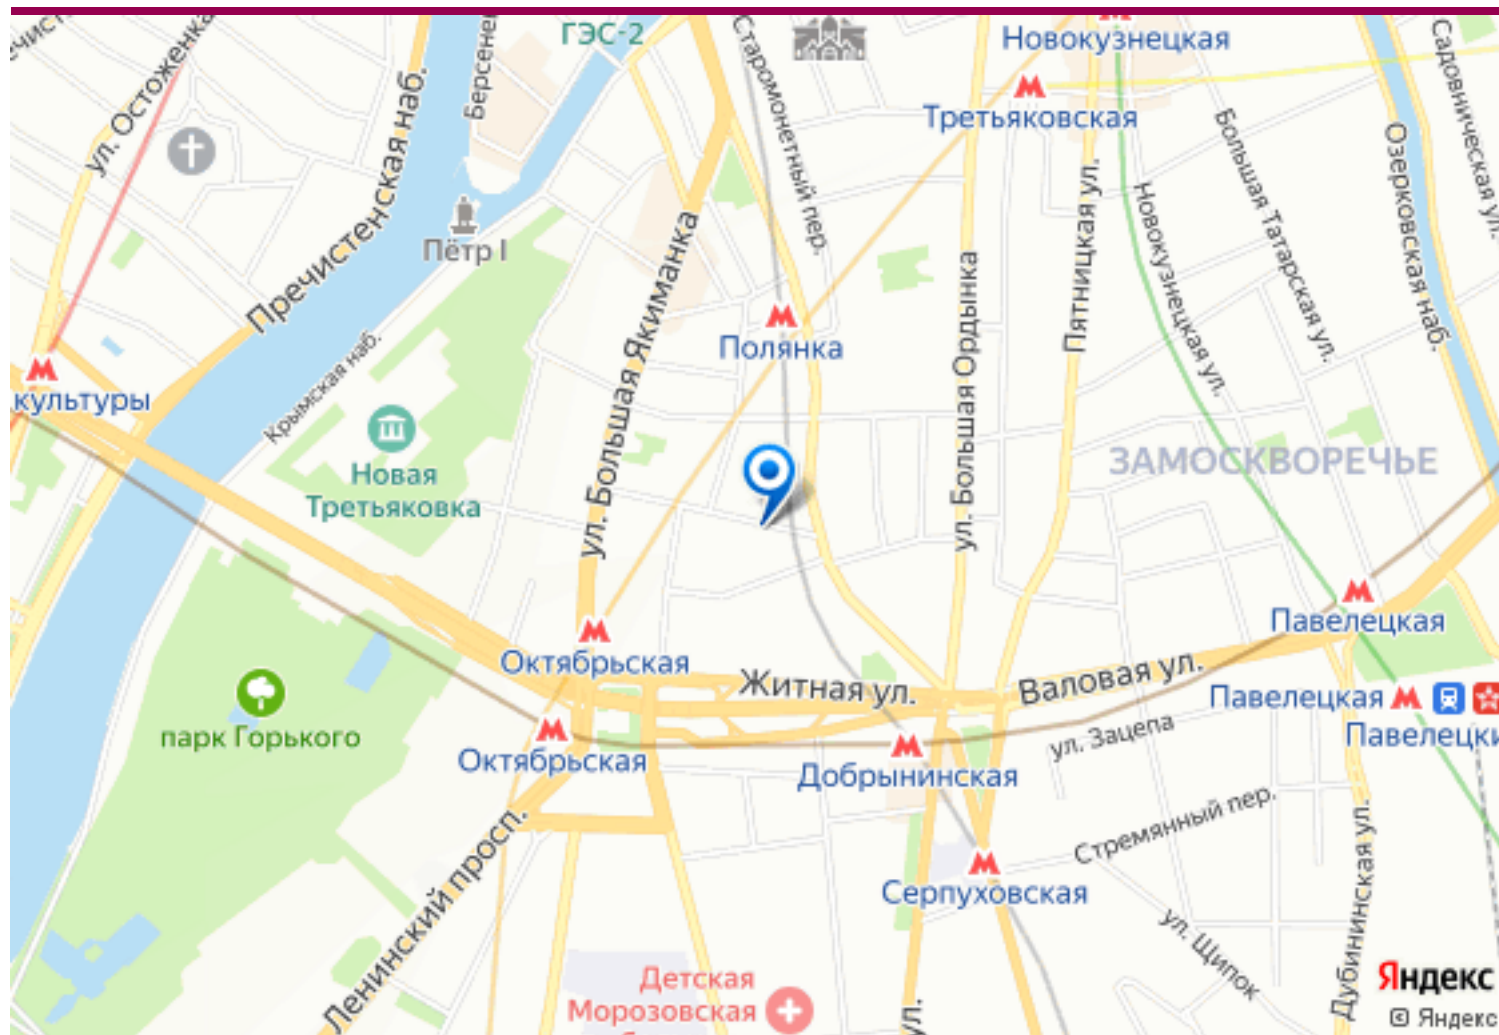 ГЭС-2
ул. Остоженка
Пречистенская наб.
Старомонетный пер.
Новокузнецкая
Третьяковская
Садовническая ул.
Озерковская наб.
Большая Татарская ул.
Новокузнецкая ул.
Пятницкая ул.
ул. Большая Ордынка
ул. Большая Якиманка
Пётр I
Крымская наб.
Полянка
культуры
Новая
Третьяковка
ЗАМОСКВОРЕЧЬЕ
Октябрьская
Житная ул.
Валовая ул.
Павелецкая
Павелецкая
парк Горького
Октябрьская
Добрынинская
ул. Зацепа
Стремянный пер.
Серпуховская
Ленинский просп.
ул. Щипок
Дубининская ул.
Детская
Морозовская
ул.
Яндекс
© Яндекс